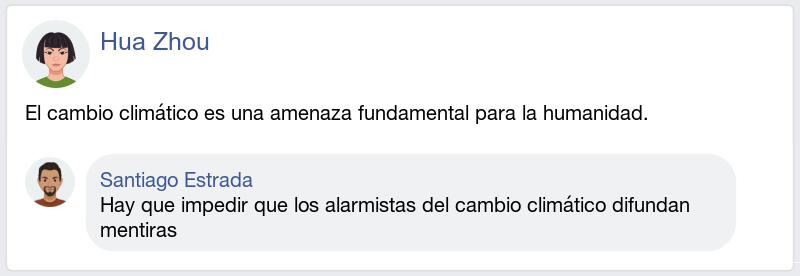 Hua Zhou
El cambio climático es una amenaza fundamental para la humanidad.
Santiago Estrada
Hay que impedir que los alarmistas del cambio climático difundan
mentiras